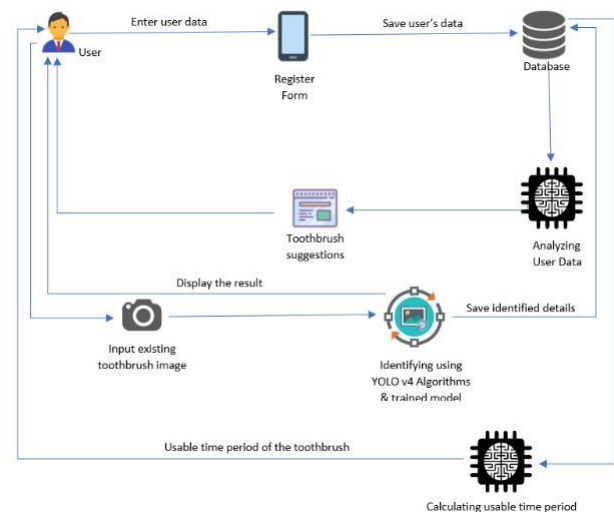 Enter user data
Save user's data
User
Register
Form
Database
Toothbrush
suggestions
Analyzing
User Data
Display the result
Save identified details
Input existing
toothbrush image
Identifying using
YOLO v4 Algorithms
& trained model
Usable time period of the toothbrush
Calculating usable time period